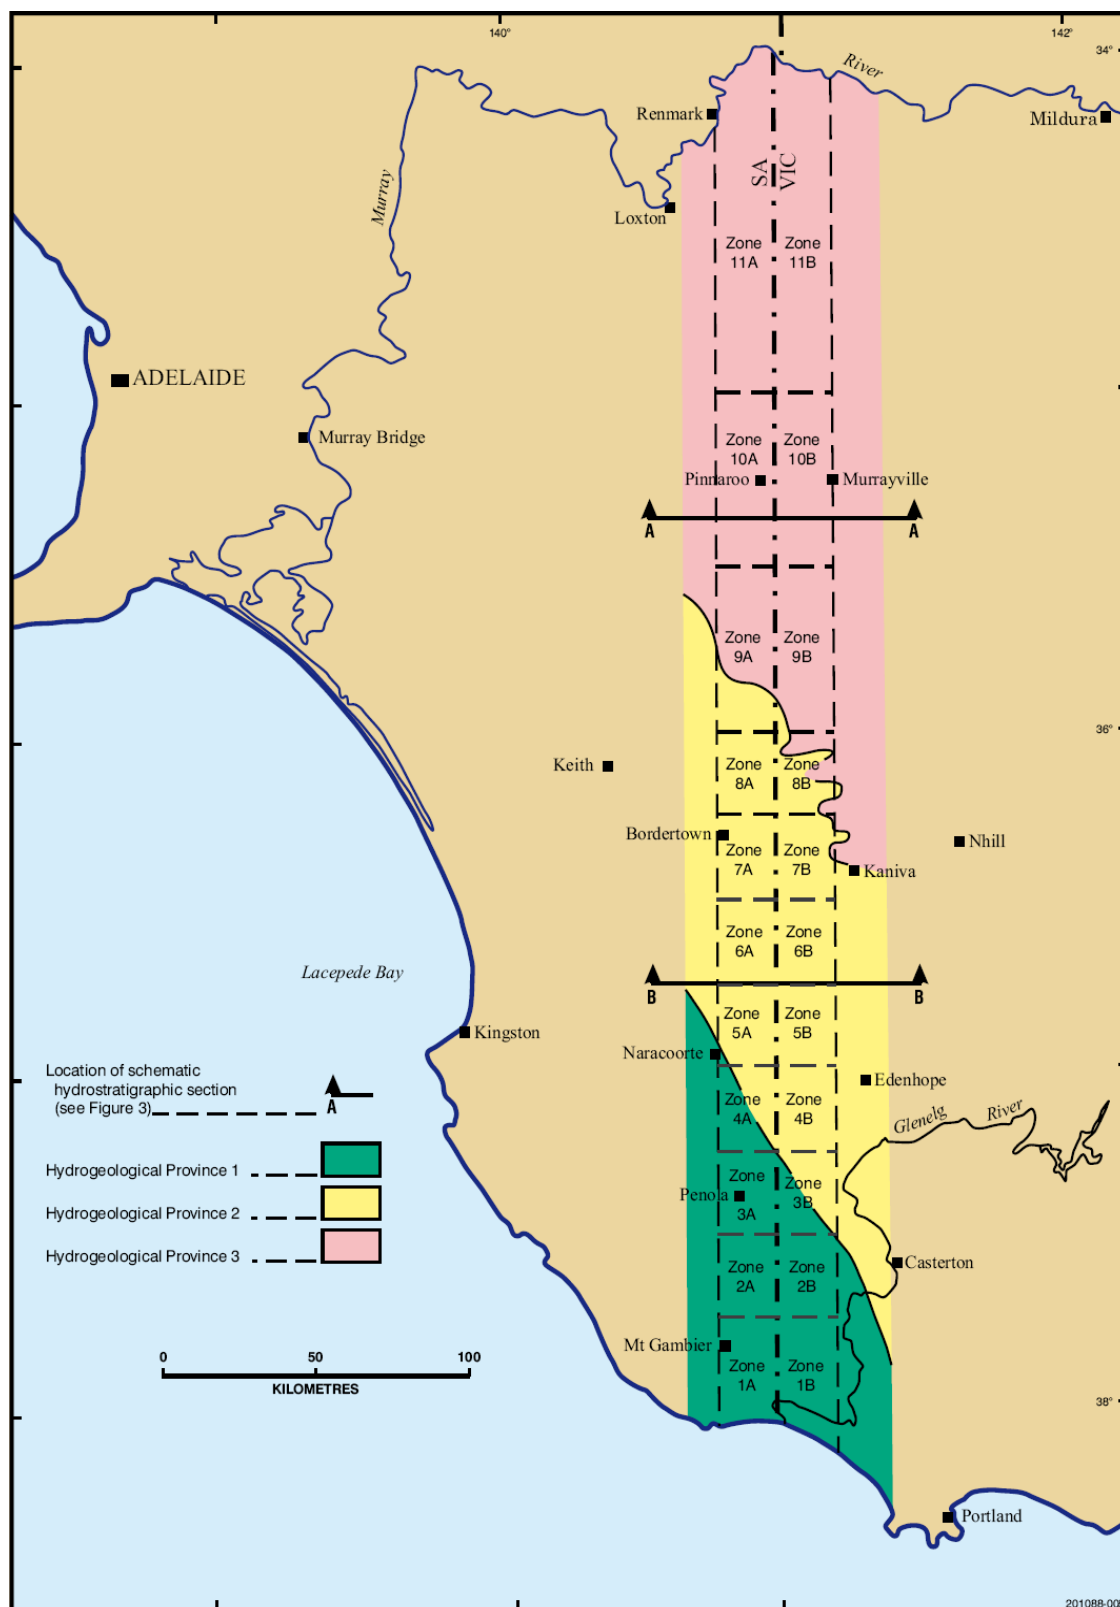 140°
142°
34°
River
Renmark
Mildura
SA
VIC
Murray
Loxton
Zone
11A
Zone
11B
ADELAIDE
Murray Bridge
Zone
10A
Zone
10B
Pinnaroo
Murrayville
A
A
Zone
9A
Zone
9B
36°
Keith
Zone
8A
Zone
8B
Bordertown
Nhill
Zone
7A
Zone
7B
Kaniva
Zone
6A
Zone
6B
Lacepede Bay
B
B
Zone
5A
Zone
5B
Kingston
Naracoorte
Edenhope
Location of schematic
hydrostratigraphic section
(see Figure 3)
A
Zone
4A
Zone
4B
Glenelg
River
Hydrogeological Province 1
Hydrogeological Province 2
Hydrogeological Province 3
Penola
Zone
3A
Zone
3B
Zone
2A
Zone
2B
Casterton
Mt Gambier
Zone
1A
Zone
1B
0
50
100
KILOMETRES
38°
Portland